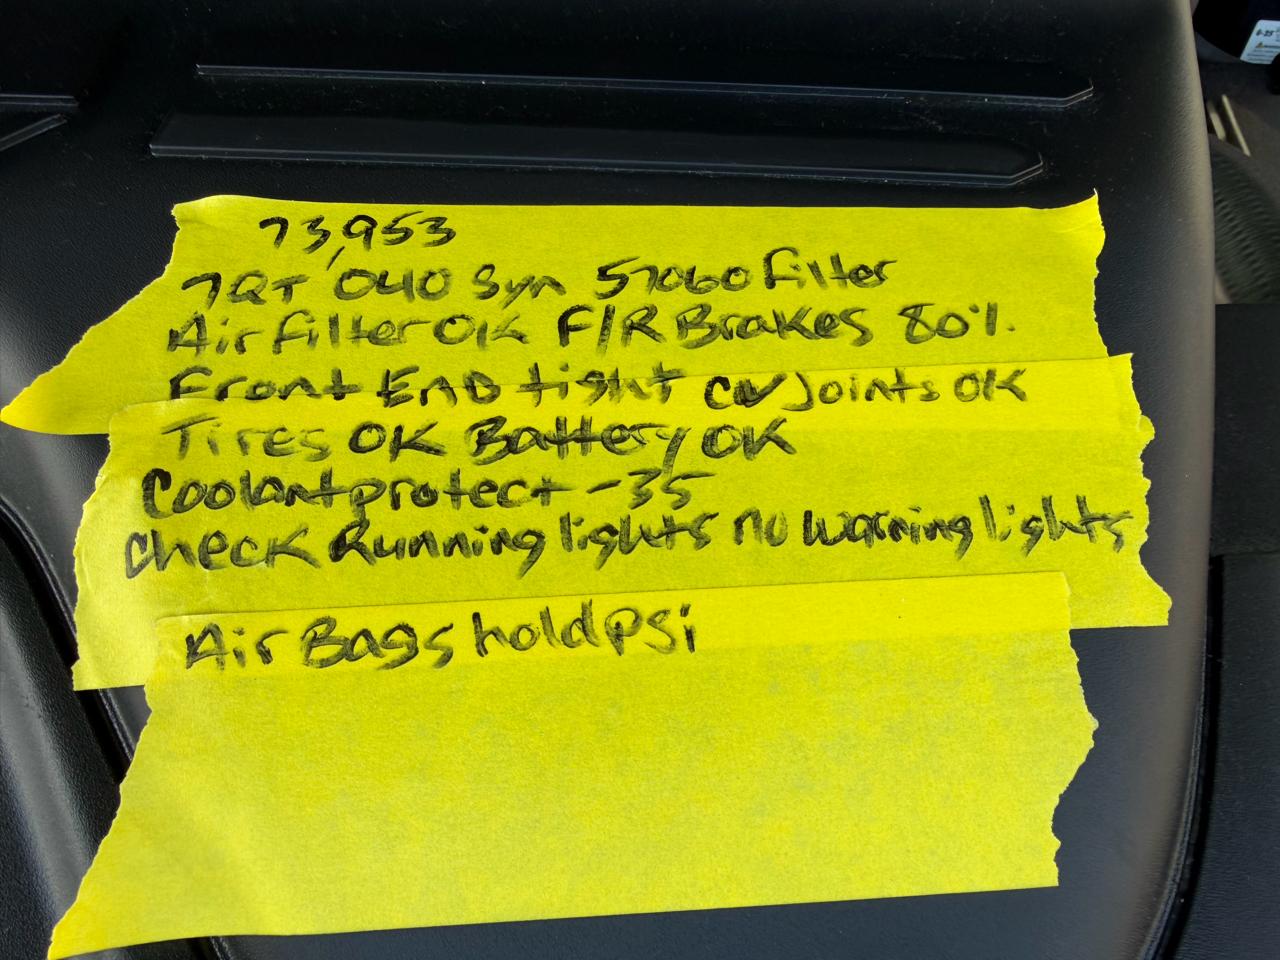 73,953
7QT 040 Syn 57060 Filter
Air filter OK F/R Brakes 80%
Front END tight CV Joints OK
Tires OK Battery OK
Coolant protect -35
Check Running lights no warning lights
Air Bags hold psi